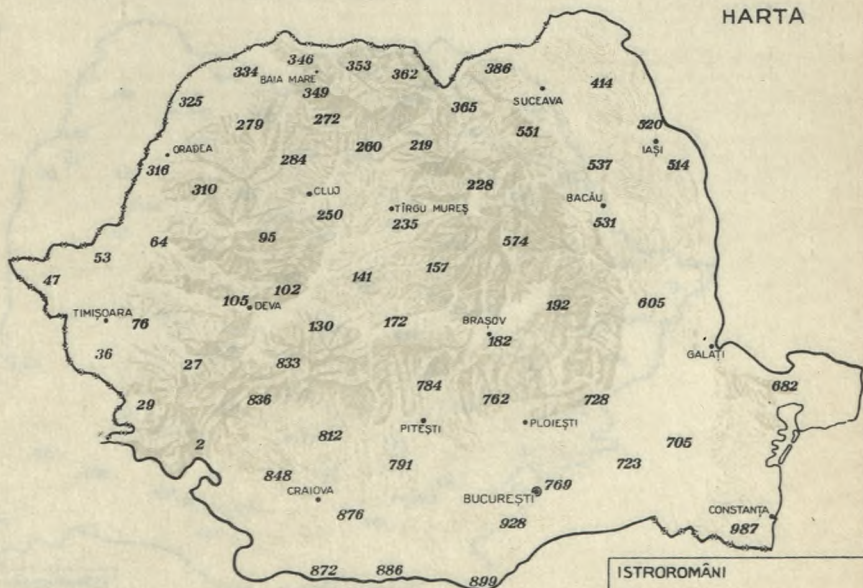 HARTA
346 353 362 386
334 BAIA MARE 414
325 349 365 SUCEAVA
279 272 551 520
ORADEA 260 219 IAȘI
316 284 537 514
310 CLUJ 228 BACĂU
250 TÎRGU MUREȘ
235 531
64 95 574
53 157
47 102 141
105 DEVA 192 605
TIMIȘOARA 76 130 172 BRAȘOV
182
36 27 833 GALAȚI
784 682
29 836 762 728
PITEȘTI PLOIEȘTI
2 812 705
848 791 723
CRAIOVA BUCUREȘTI 769
876 928 CONSTANȚA
987
872 886 899
ISTROROMÂNI